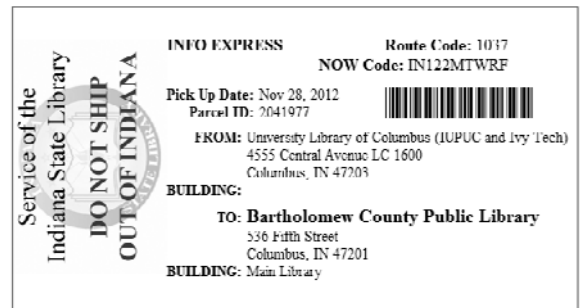 Service of the
Indiana State Library
DO NOT SHIP
OUT OF INDIANA
INFO EXPRESS Route Code: 1037
NOW Code: IN122MTWRF
Pick Up Date: Nov 28, 2012
Parcel ID: 2041977
FROM: University Library of Columbus (IUPUC and Ivy Tech)
4555 Central Avenue LC 1600
Columbus, IN 47203
BUILDING:
TO: Bartholomew County Public Library
536 Fifth Street
Columbus, IN 47201
BUILDING: Main Library